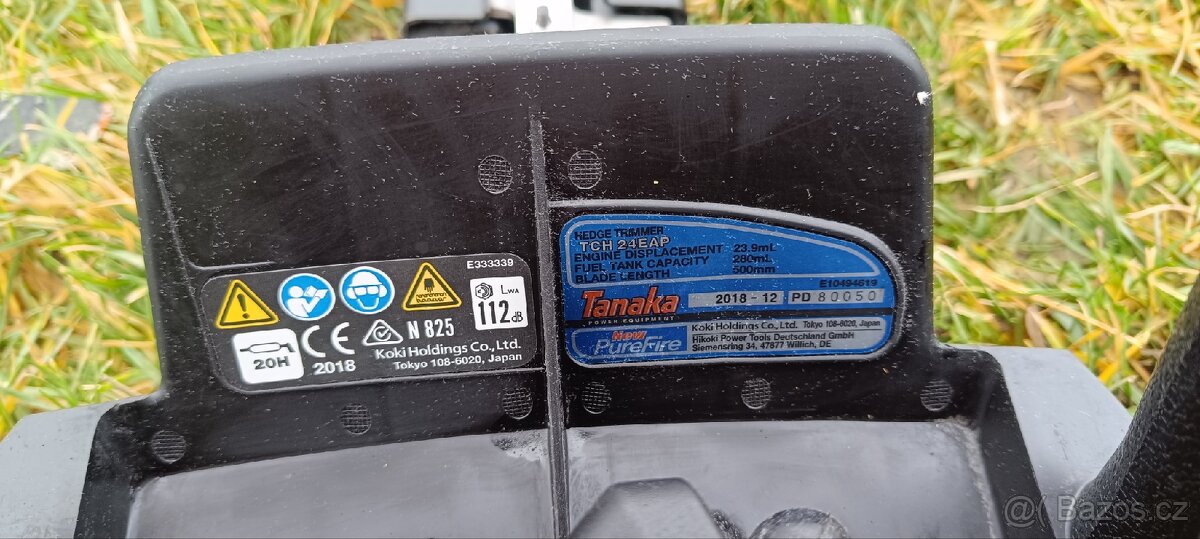 E333339
LWA
112dB
20H
CE
2018
N 825
Koki Holdings Co., Ltd.
Tokyo 108-6020, Japan
HEDGE TRIMMER
TCH 24EAP
ENGINE DISPLACEMENT 23.9mL
FUEL TANK CAPACITY 280mL
BLADE LENGTH 500mm
E10494619
Tanaka
POWER EQUIPMENT
2018 - 12 PD 80050
New
PureFire
Koki Holdings Co., Ltd. Tokyo 108-6020, Japan
Hikoki Power Tools Deutschland GmbH
Siemensring 34, 47877 Willich, DE
@ Bazos.cz